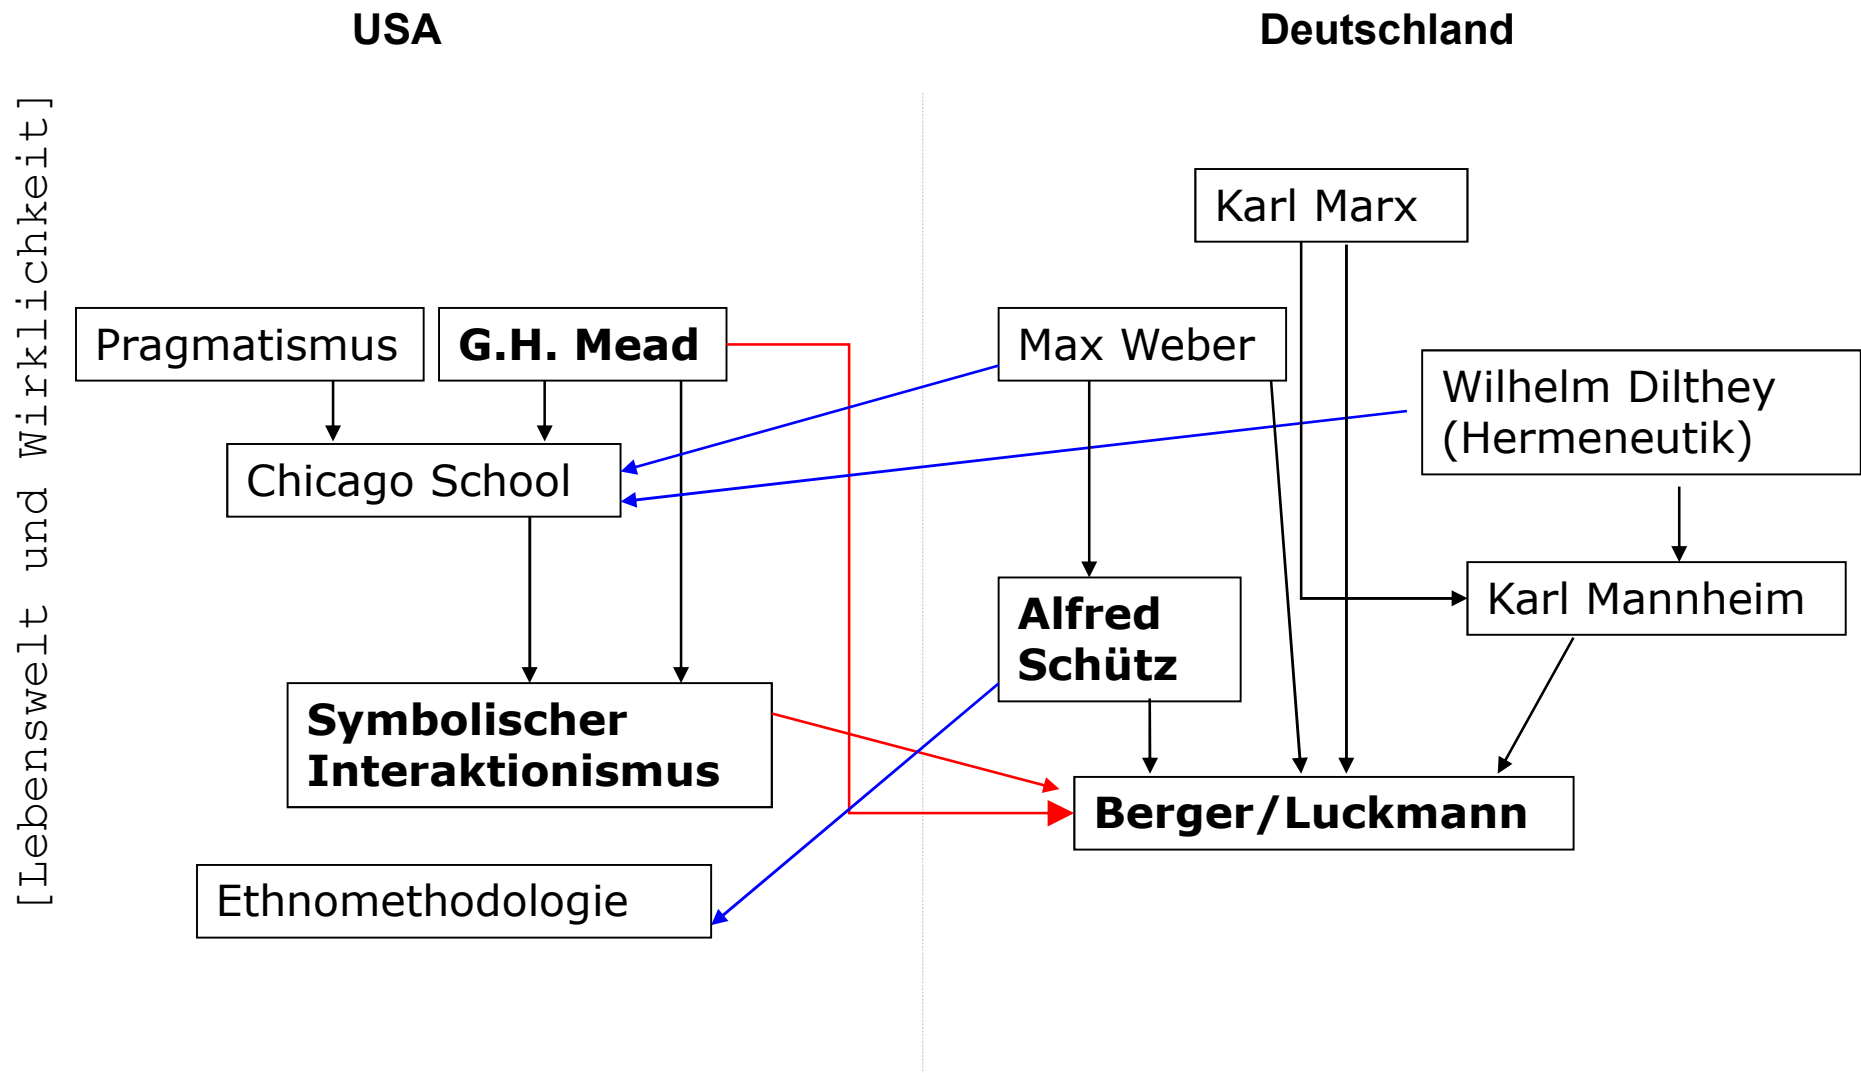 USA
Deutschland
[Lebenswelt und Wirklichkeit]
Karl Marx
Pragmatismus
G.H. Mead
Max Weber
Wilhelm Dilthey
(Hermeneutik)
Chicago School
Alfred
Schütz
Karl Mannheim
Symbolischer
Interaktionismus
Berger/Luckmann
Ethnomethodologie